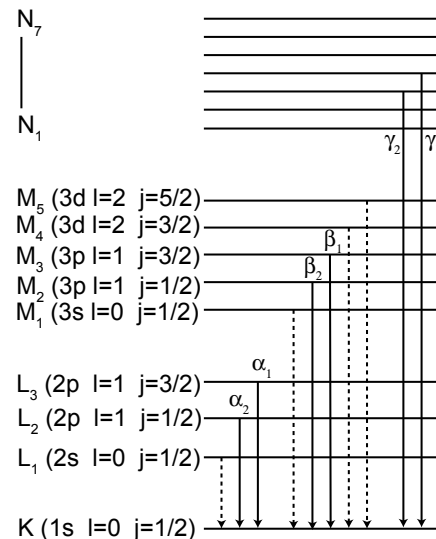 N₇
N₁
γ₂ γ
M₅ (3d l=2 j=5/2)
M₄ (3d l=2 j=3/2)
β₁
M₃ (3p l=1 j=3/2)
β₂
M₂ (3p l=1 j=1/2)
M₁ (3s l=0 j=1/2)
α₁
L₃ (2p l=1 j=3/2)
α₂
L₂ (2p l=1 j=1/2)
L₁ (2s l=0 j=1/2)
K (1s l=0 j=1/2)